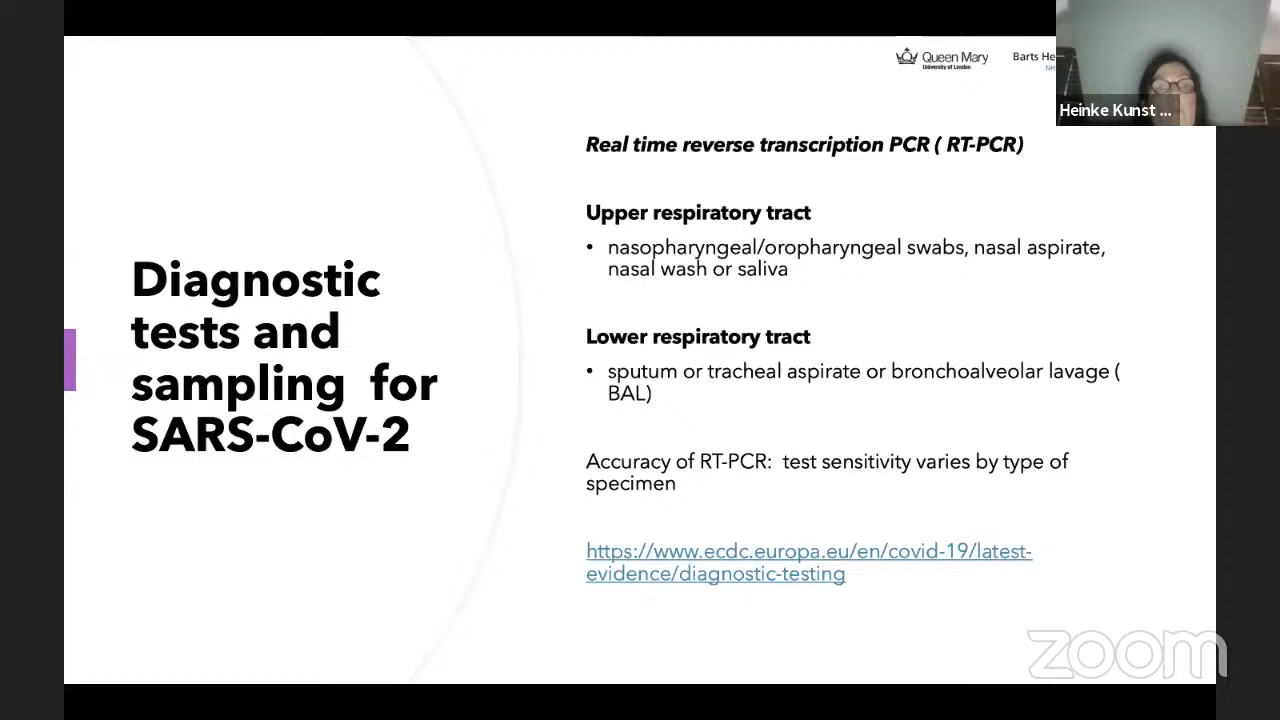 Queen Mary
University of London
Barts He
NH
Heinke Kunst ...
Real time reverse transcription PCR ( RT-PCR)
Upper respiratory tract
• nasopharyngeal/oropharyngeal swabs, nasal aspirate,
nasal wash or saliva
Lower respiratory tract
• sputum or tracheal aspirate or bronchoalveolar lavage (
BAL)
Accuracy of RT-PCR:  test sensitivity varies by type of
specimen
https://www.ecdc.europa.eu/en/covid-19/latest-
evidence/diagnostic-testing
Diagnostic
tests and
sampling  for
SARS-CoV-2
zoom